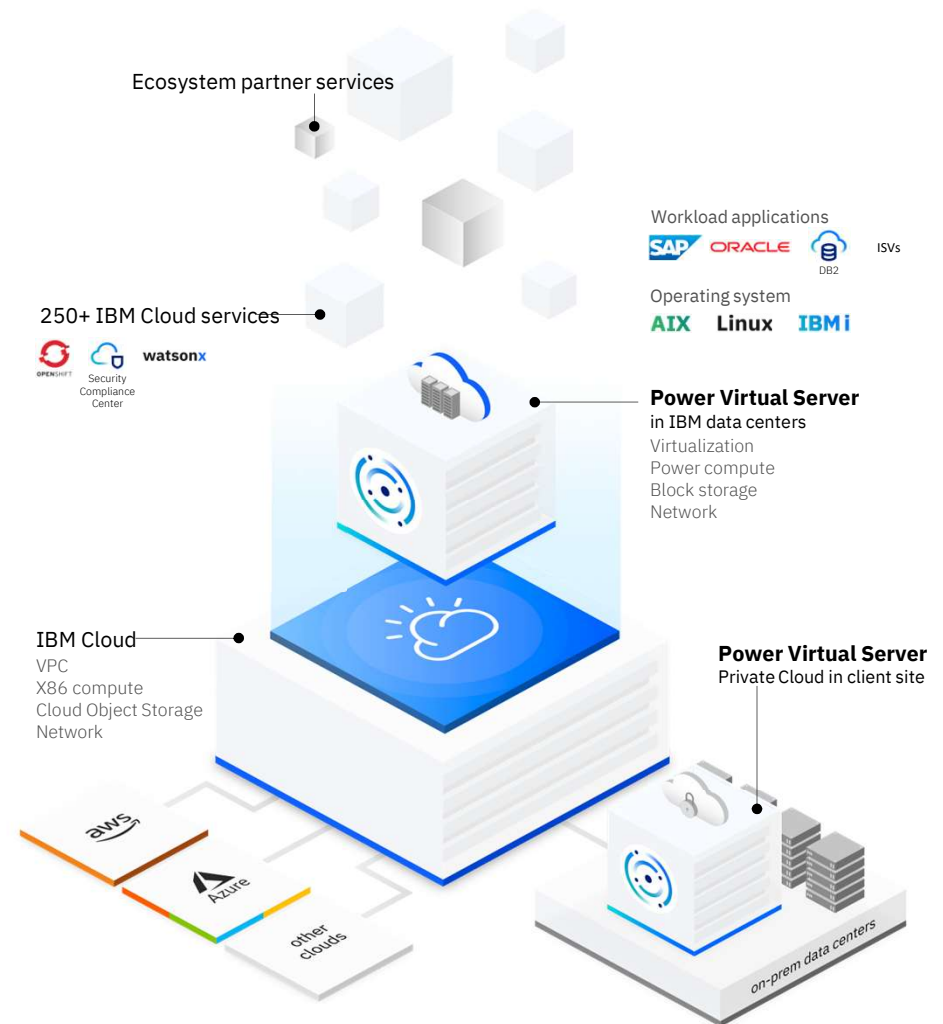 Ecosystem partner services
Workload applications
SAP ORACLE DB2 ISVs
Operating system
AIX Linux IBM i
250+ IBM Cloud services
OPENSHIFT
Security
Compliance
Center
watsonx
Power Virtual Server
in IBM data centers
Virtualization
Power compute
Block storage
Network
IBM Cloud
VPC
X86 compute
Cloud Object Storage
Network
Power Virtual Server
Private Cloud in client site
aws
Azure
other
clouds
on-prem data centers